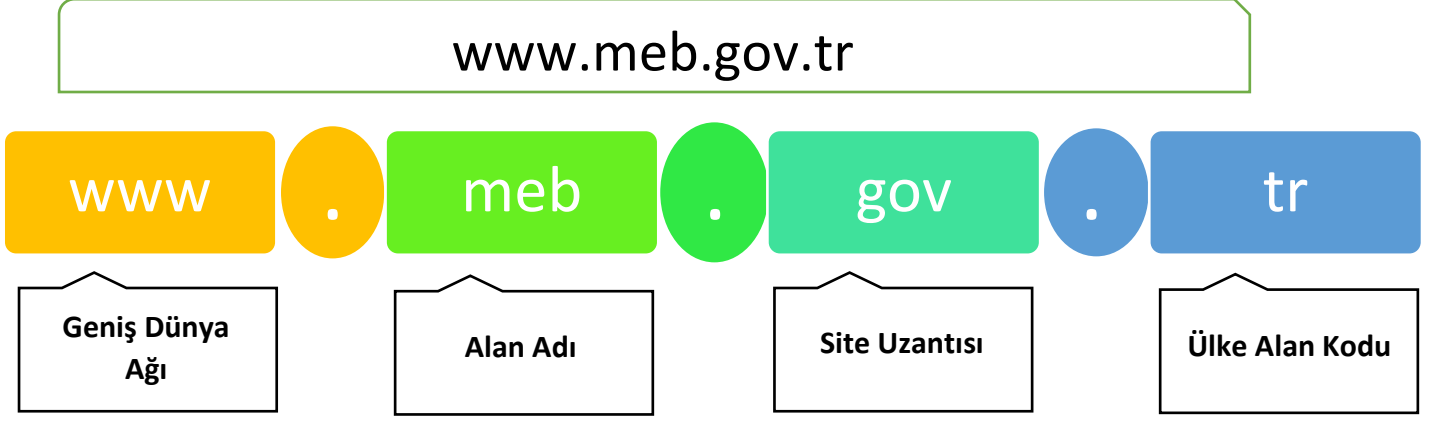 www.meb.gov.tr
www . meb . gov . tr
Geniş Dünya
Ağı
Alan Adı
Site Uzantısı
Ülke Alan Kodu